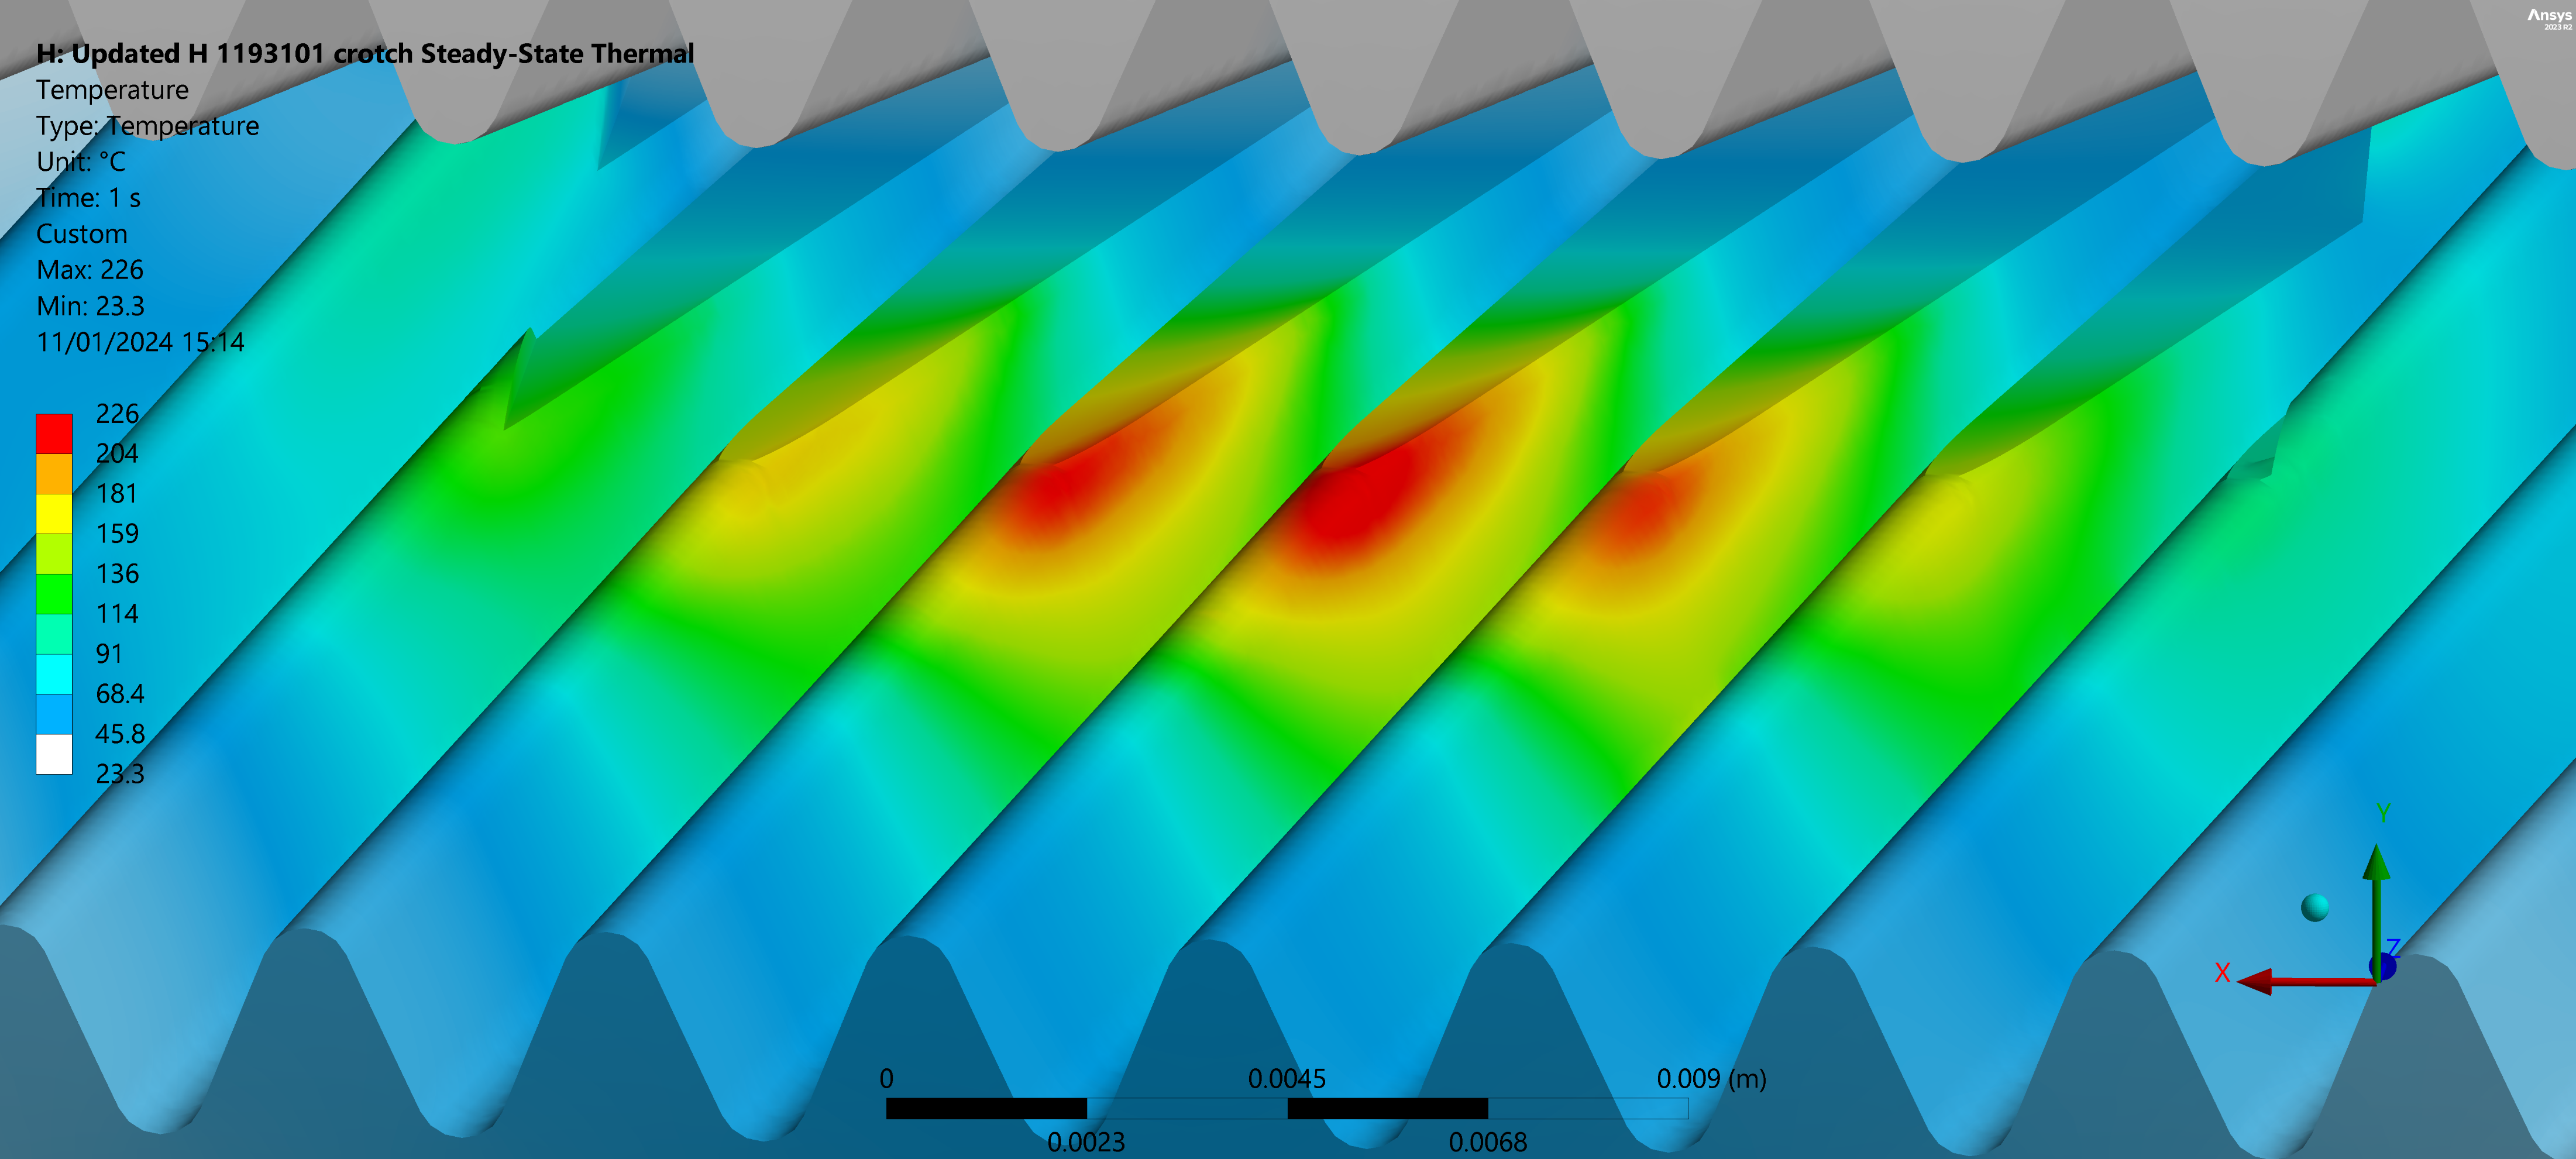 Ansys
2023 R2
H: Updated H 1193101 crotch Steady-State Thermal
Temperature
Type: Temperature
Unit: °C
Time: 1 s
Custom
Max: 226
Min: 23.3
11/01/2024 15:14
226
204
181
159
136
114
91
68.4
45.8
23.3
Y
Z
X
0 0.0045 0.009 (m)
0.0023 0.0068